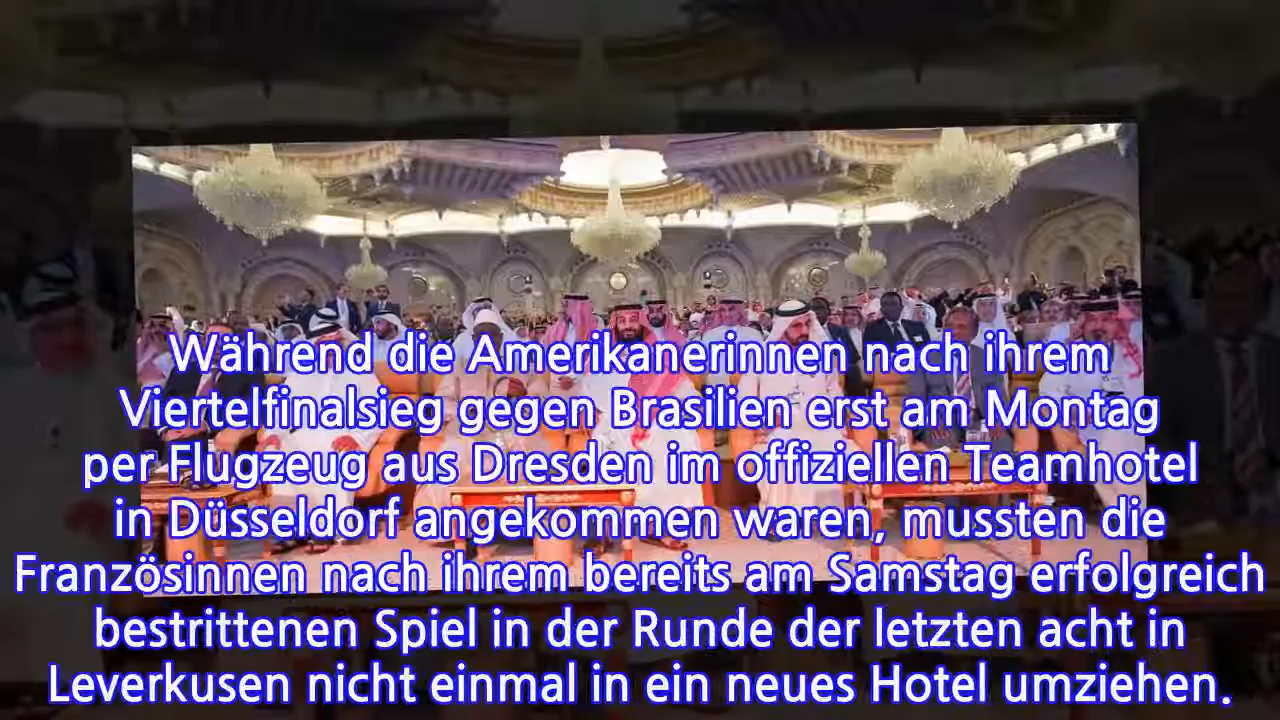 Während die Amerikanerinnen nach ihrem
Viertelfinalsieg gegen Brasilien erst am Montag
per Flugzeug aus Dresden im offiziellen Teamhotel
in Düsseldorf angekommen waren, mussten die
Französinnen nach ihrem bereits am Samstag erfolgreich
bestrittenen Spiel in der Runde der letzten acht in
Leverkusen nicht einmal in ein neues Hotel umziehen.